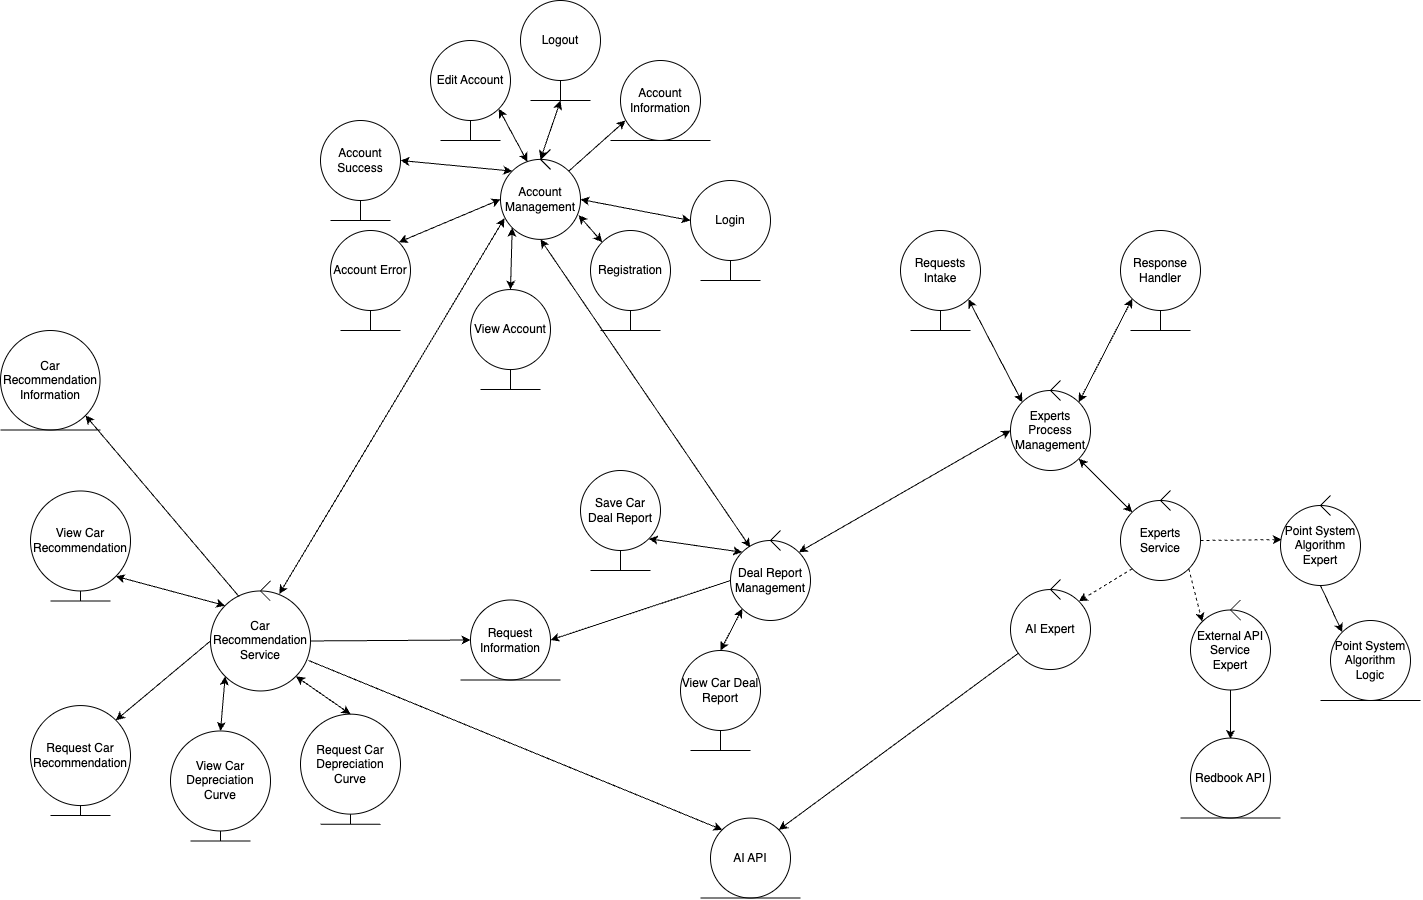 Logout
Edit Account
Account
Information
Account
Success
Account
Management
Login
Account Error
Registration
View Account
Requests
Intake
Response
Handler
Car
Recommendation
Information
Experts
Process
Management
View Car
Recommendation
Save Car
Deal Report
Experts
Service
Point System
Algorithm
Expert
Deal Report
Management
Car
Recommendation
Service
Request
Information
AI Expert
External API
Service
Expert
Point System
Algorithm
Logic
View Car Deal
Report
Request Car
Recommendation
View Car
Depreciation
Curve
Request Car
Depreciation
Curve
Redbook API
AI API